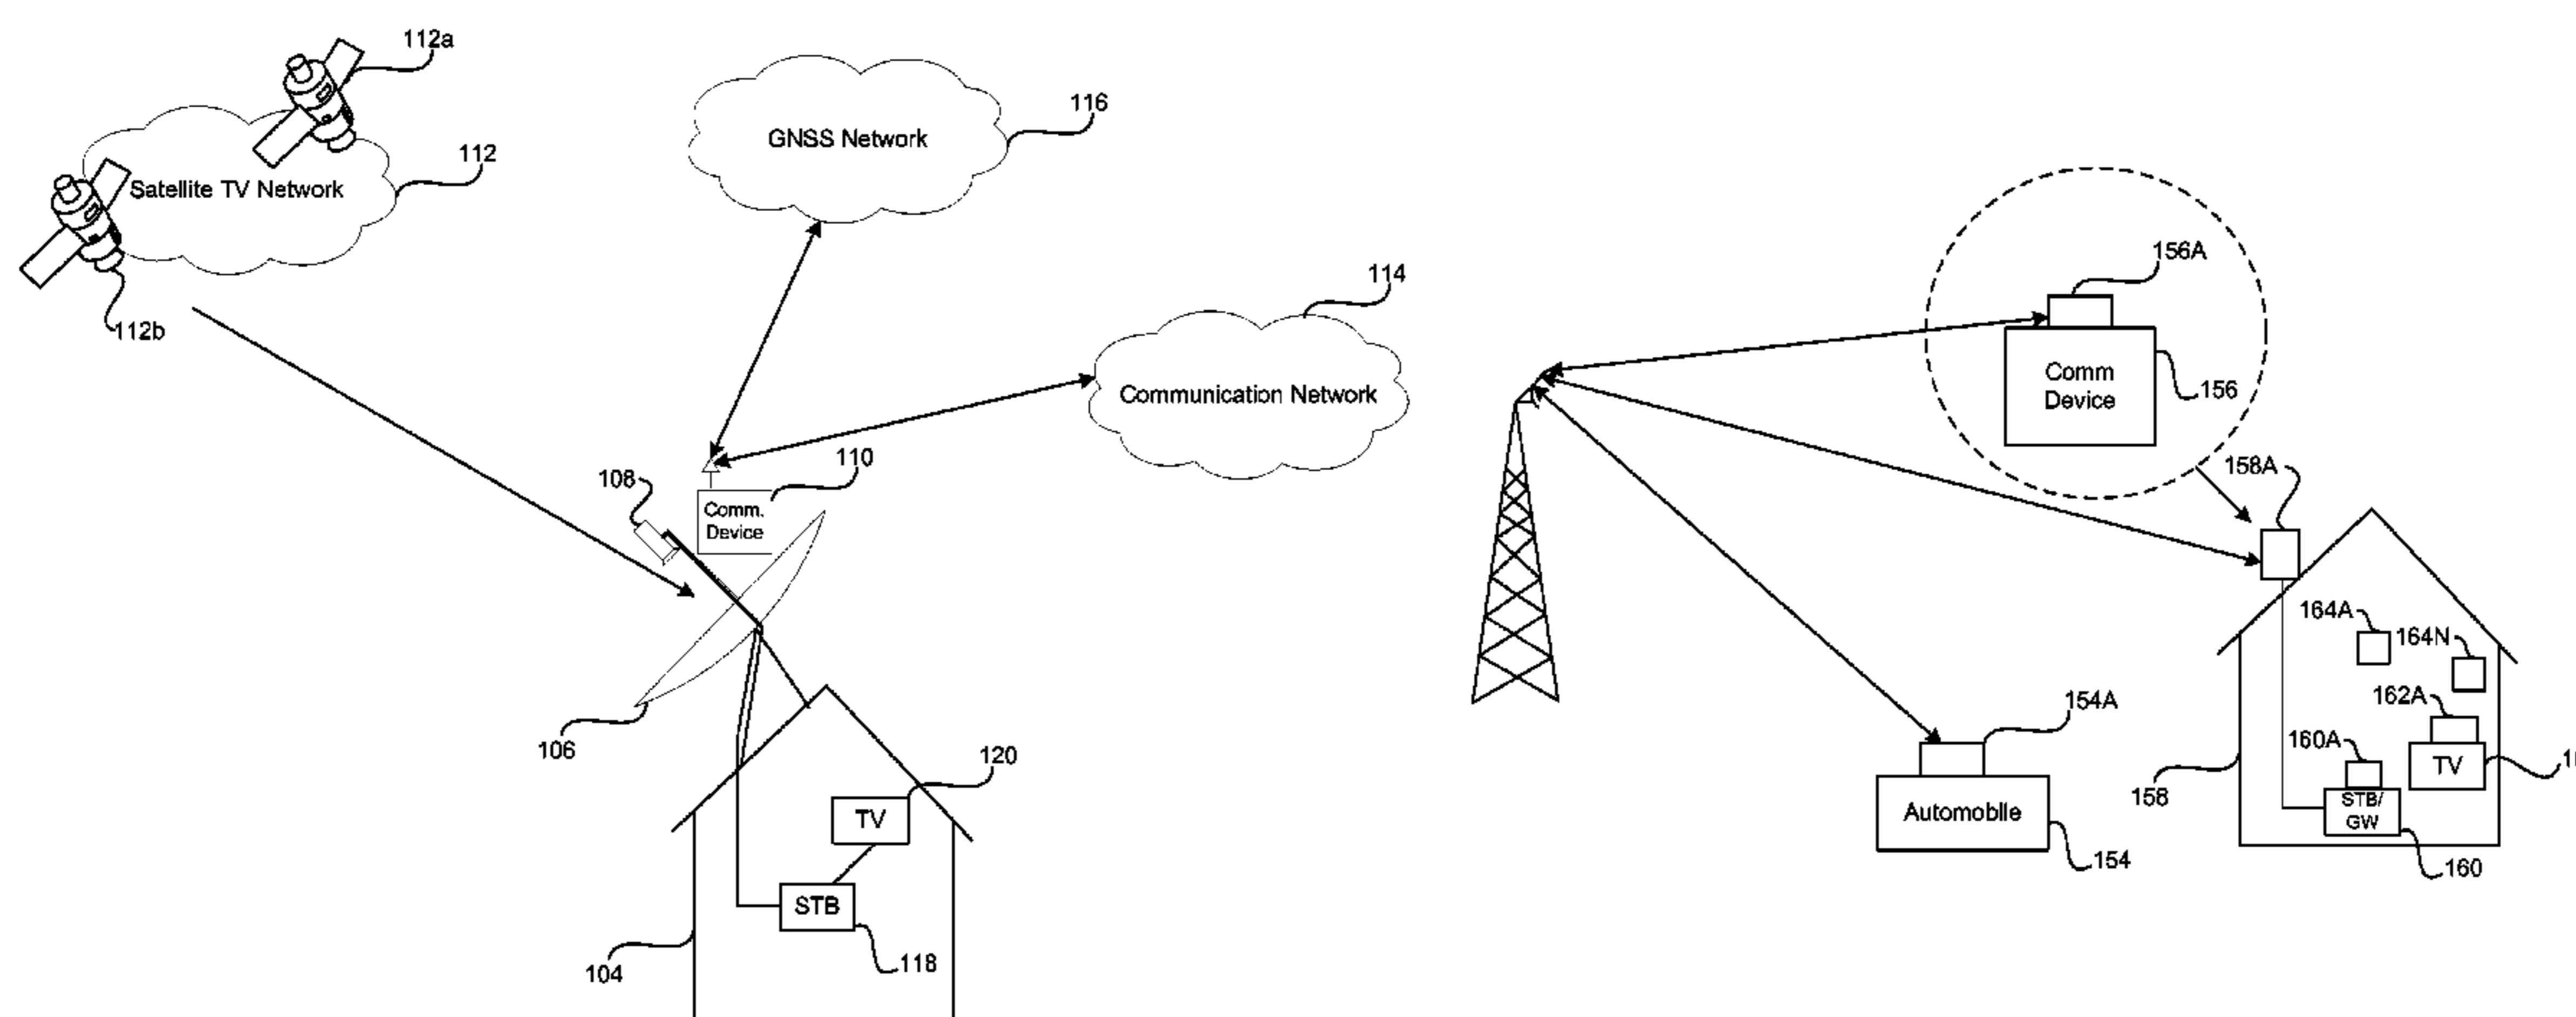 112a
112
Satellite TV Network
112b
GNSS Network
116
114
Communication Network
108
110
Comm.
Device
106
120
TV
STB
118
104
156A
Comm
Device
156
158A
164A
164N
162A
160A
TV
STB/
GW
158
160
154A
Automobile
154